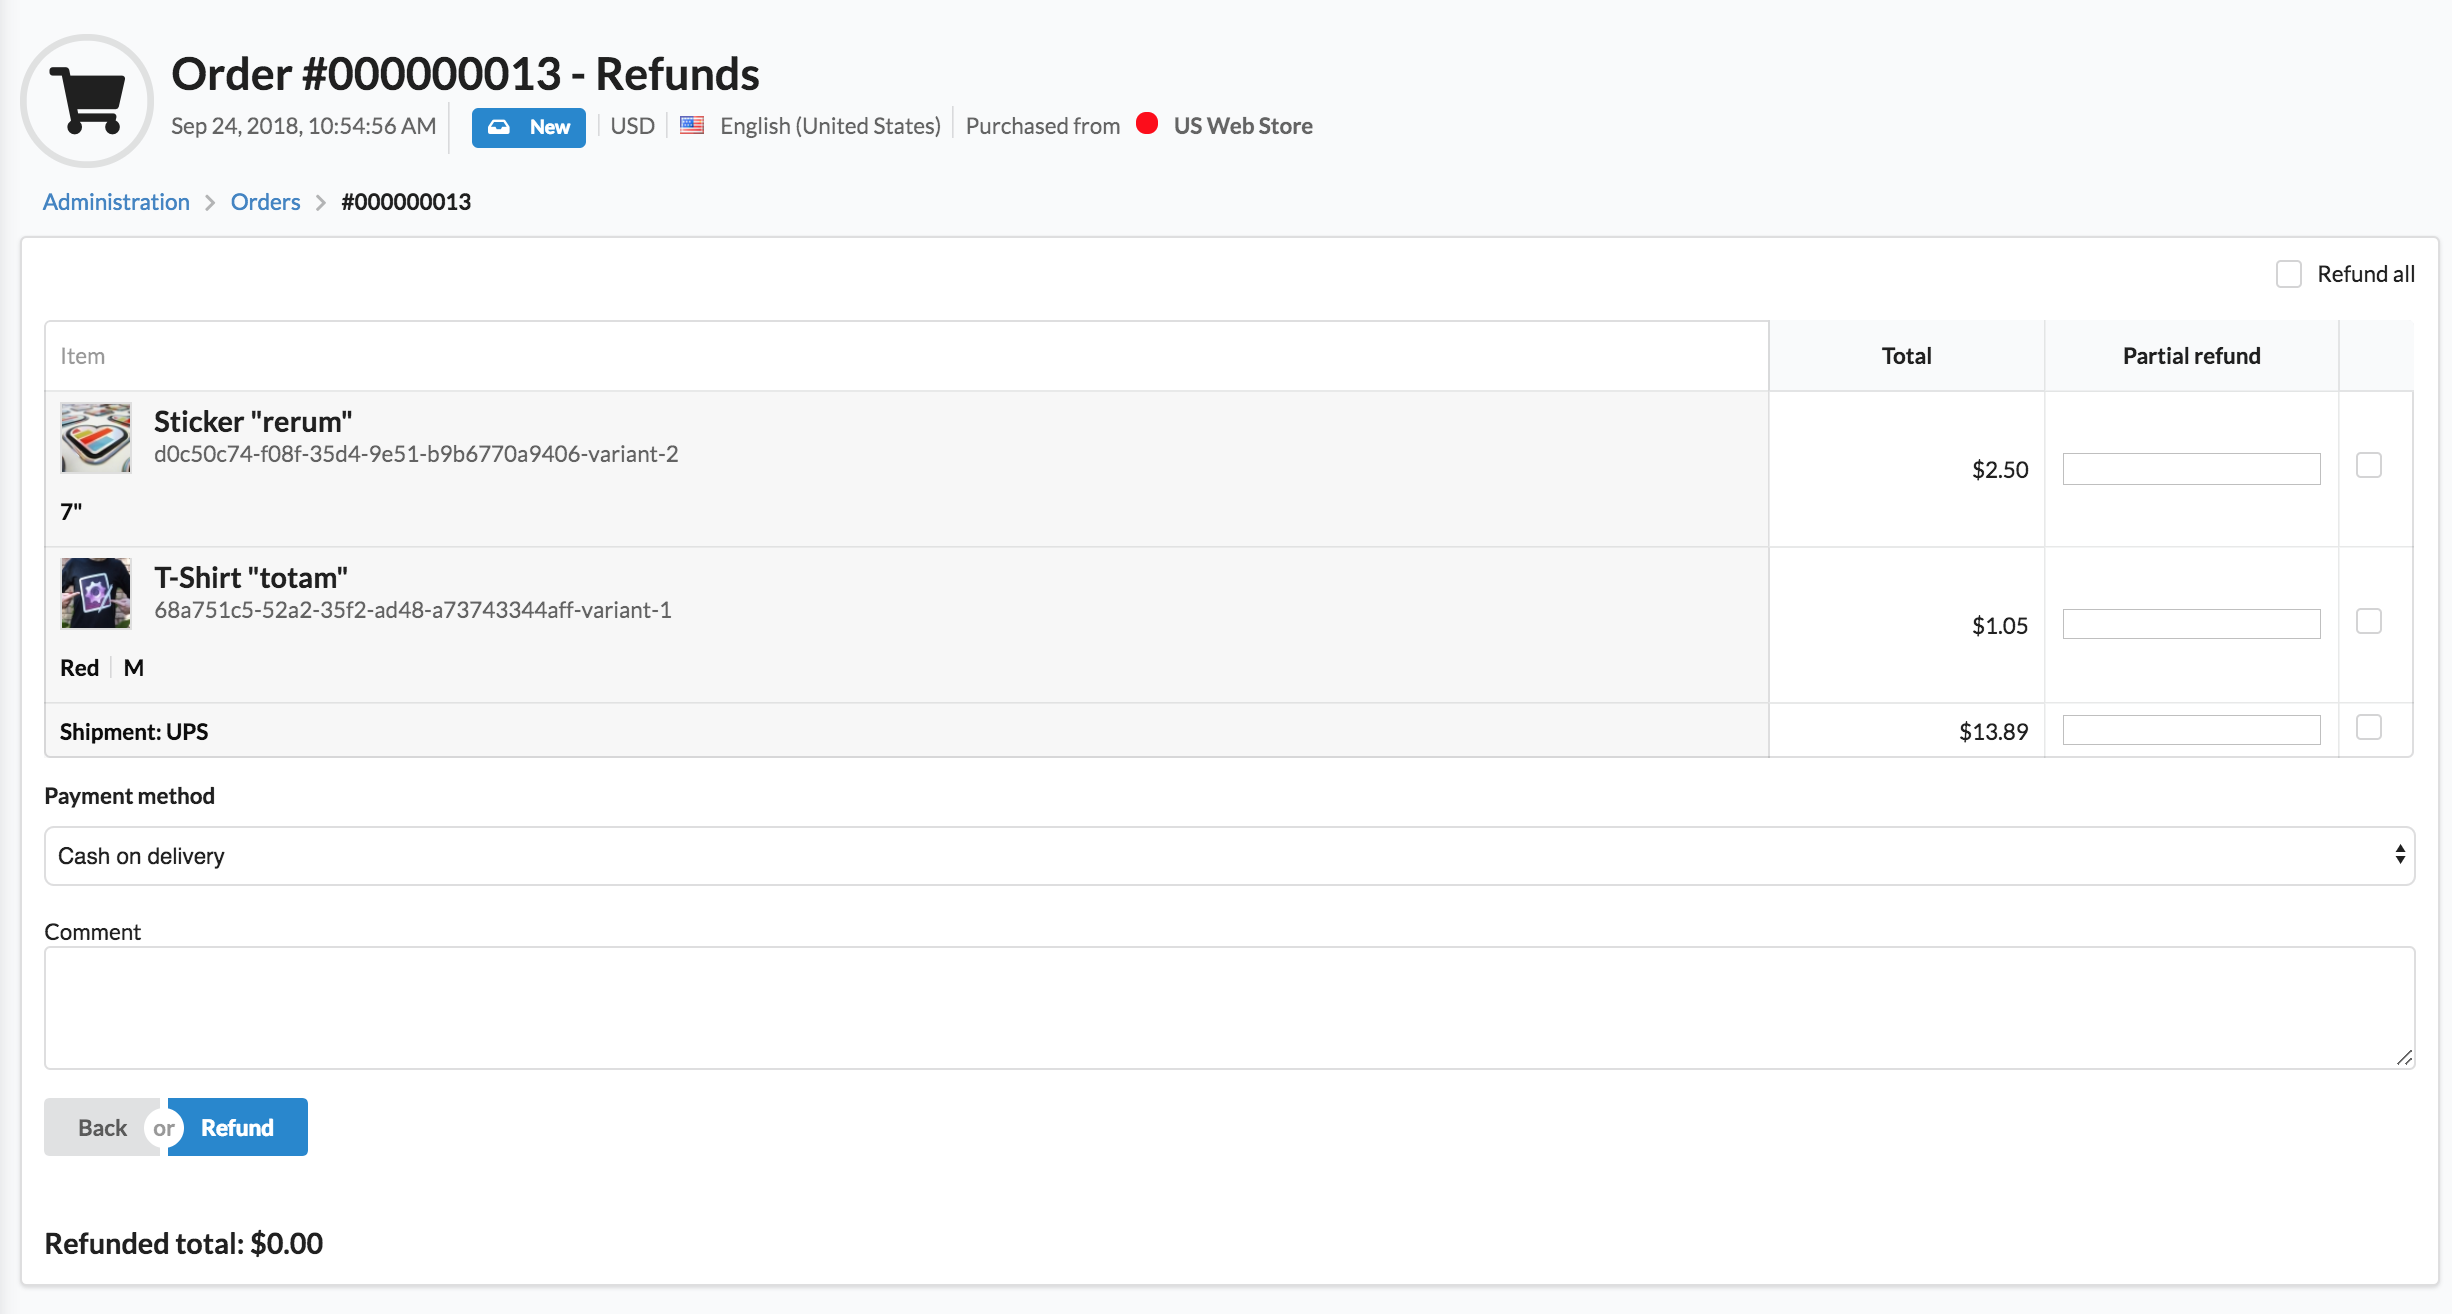 Order #000000013 - Refunds
Sep 24, 2018, 10:54:56 AM New USD English (United States) Purchased from US Web Store
Administration > Orders > #000000013
Refund all
Item Total Partial refund
Sticker "rerum"
d0c50c74-f08f-35d4-9e51-b9b6770a9406-variant-2
$2.50
7"
T-Shirt "totam"
68a751c5-52a2-35f2-ad48-a73743344aff-variant-1
$1.05
Red M
Shipment: UPS $13.89
Payment method
Cash on delivery
Comment
Back or Refund
Refunded total: $0.00